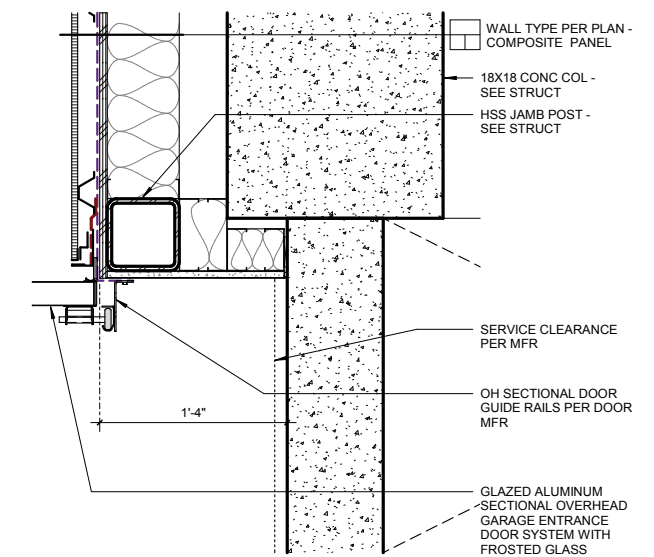 WALL TYPE PER PLAN -
COMPOSITE PANEL
18X18 CONC COL -
SEE STRUCT
HSS JAMB POST -
SEE STRUCT
SERVICE CLEARANCE
PER MFR
OH SECTIONAL DOOR
GUIDE RAILS PER DOOR
MFR
1'-4"
GLAZED ALUMINUM
SECTIONAL OVERHEAD
GARAGE ENTRANCE
DOOR SYSTEM WITH
FROSTED GLASS